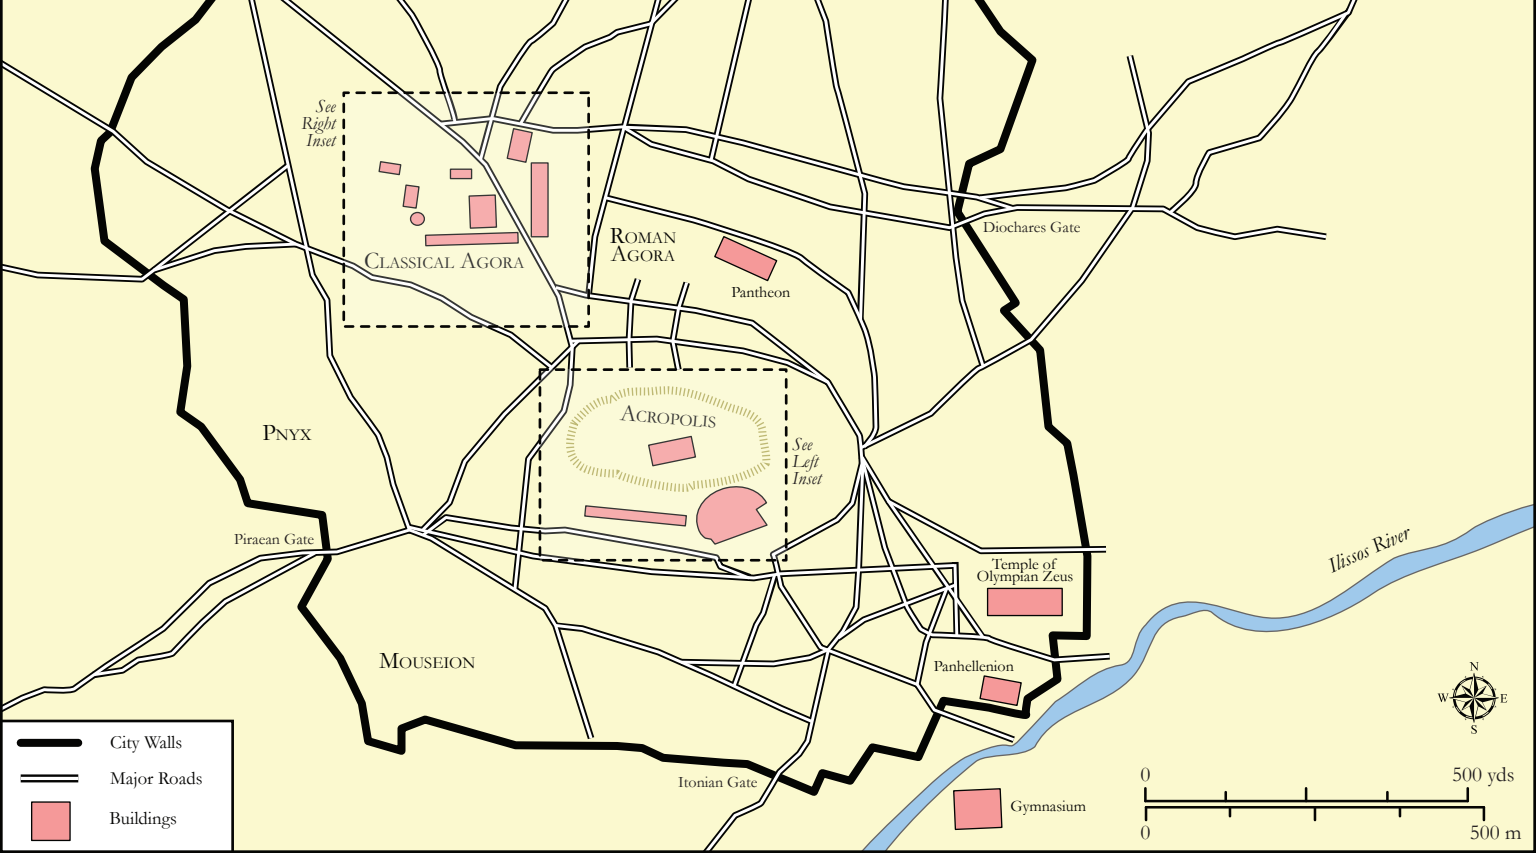 See
Right
Inset
CLASSICAL AGORA
ROMAN
AGORA
Pantheon
Diochares Gate
ACROPOLIS
See
Left
Inset
PNYX
Piraean Gate
Ilissos River
Temple of
Olympian Zeus
MOUSEION
Panhellenion
Itonian Gate
Gymnasium
N
W E
S
City Walls
Major Roads
Buildings
0 500 yds
0 500 m